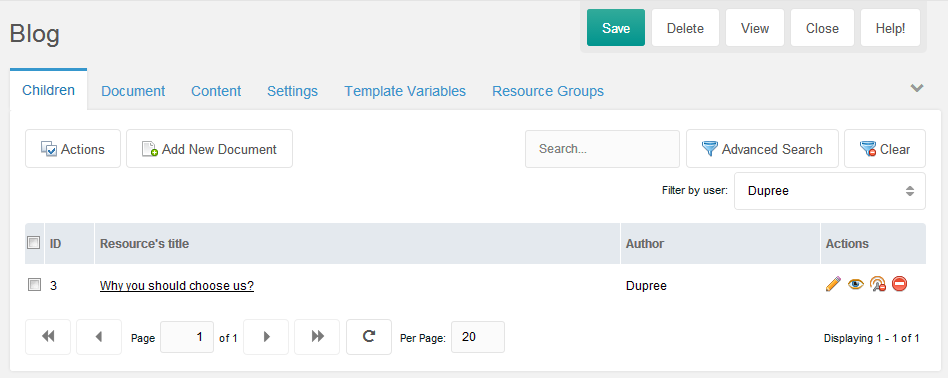 Blog
Save Delete View Close Help!
Children Document Content Settings Template Variables Resource Groups
Actions Add New Document Search... Advanced Search Clear
Filter by user: Dupree
ID Resource's title Author Actions
3 Why you should choose us? Dupree
Page 1 of 1 Per Page: 20 Displaying 1 - 1 of 1